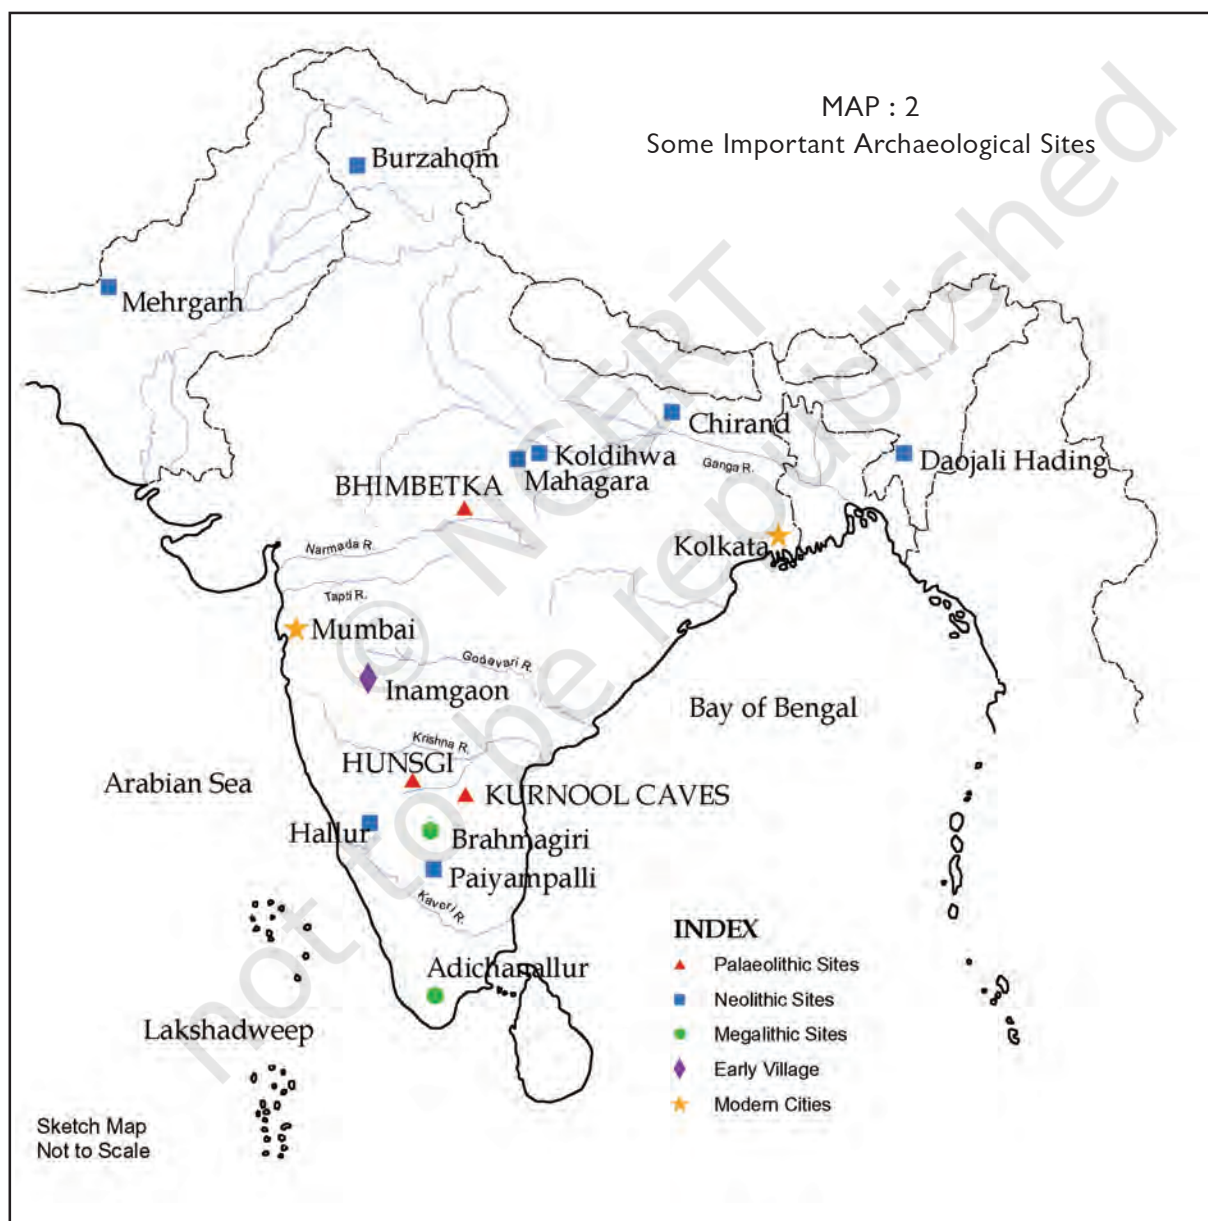 MAP : 2
Some Important Archaeological Sites
Burzahom
Mehrgarh
Chirand
Koldihwa
Mahagara
Daojali Hading
Ganga R.
BHIMBETKA
Kolkata
Narmada R.
Tapti R.
Mumbai
Godavari R.
Inamgaon
Bay of Bengal
Krishna R.
HUNSGI
Arabian Sea
KURNOOL CAVES
Hallur
Brahmagiri
Paiyampalli
Kaveri R.
Adichanallur
Lakshadweep
INDEX
Palaeolithic Sites
Neolithic Sites
Megalithic Sites
Early Village
Modern Cities
Sketch Map
Not to Scale
© NCERT
not to be republished